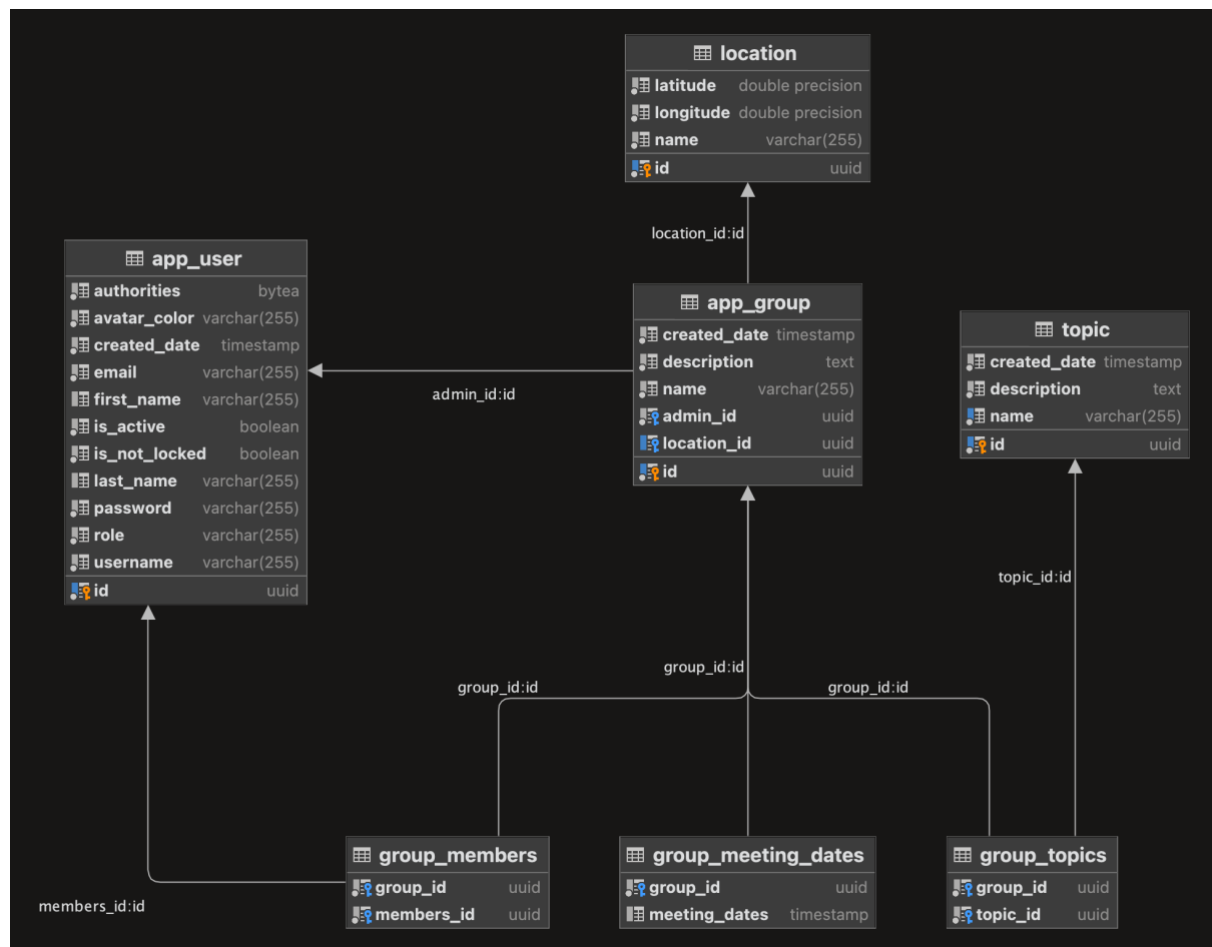 location
latitude double precision
longitude double precision
name varchar(255)
id uuid
location_id:id
app_user
authorities bytea
avatar_color varchar(255)
created_date timestamp
email varchar(255)
first_name varchar(255)
is_active boolean
is_not_locked boolean
last_name varchar(255)
password varchar(255)
role varchar(255)
username varchar(255)
id uuid
admin_id:id
app_group
created_date timestamp
description text
name varchar(255)
admin_id uuid
location_id uuid
id uuid
topic
created_date timestamp
description text
name varchar(255)
id uuid
topic_id:id
group_id:id
group_id:id
group_id:id
members_id:id
group_members
group_id uuid
members_id uuid
group_meeting_dates
group_id uuid
meeting_dates timestamp
group_topics
group_id uuid
topic_id uuid